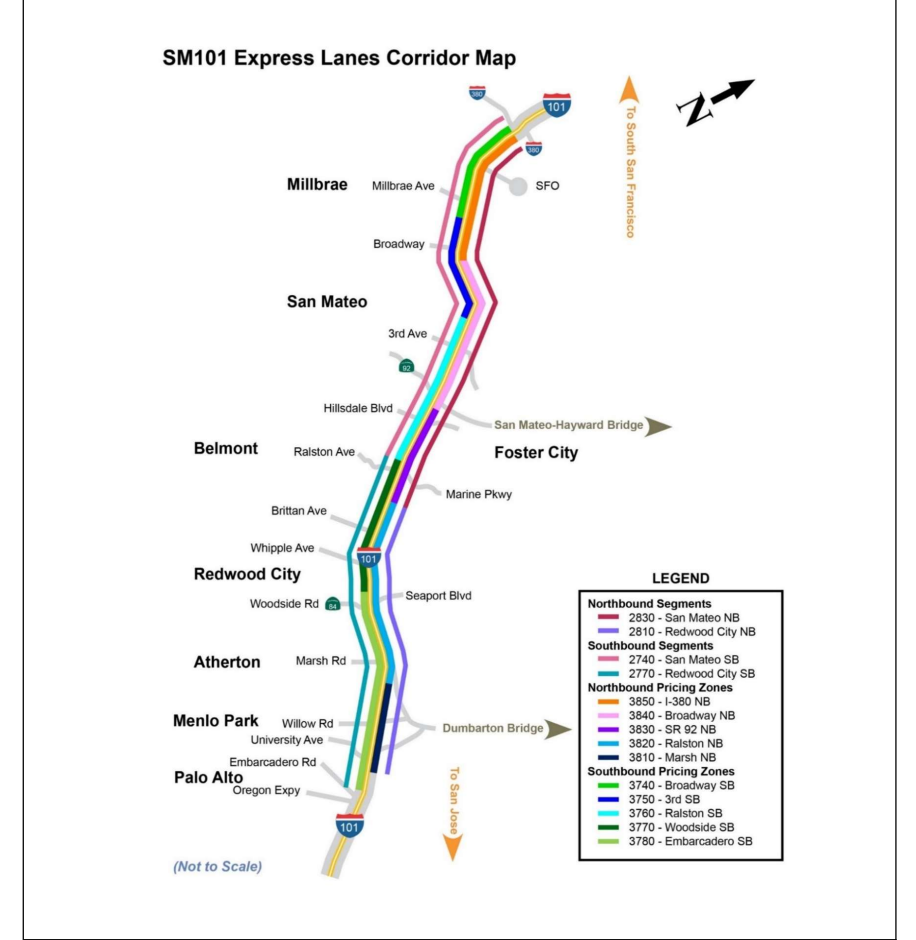 SM101 Express Lanes Corridor Map
380
101
N
To South San Francisco
380
Millbrae
Millbrae Ave
SFO
Broadway
San Mateo
3rd Ave
92
Hillsdale Blvd
San Mateo-Hayward Bridge
Belmont
Ralston Ave
Foster City
Marine Pkwy
Brittan Ave
Whipple Ave
101
Redwood City
Woodside Rd
84
Seaport Blvd
Atherton
Marsh Rd
Menlo Park
Willow Rd
Dumbarton Bridge
University Ave
Embarcadero Rd
Palo Alto
Oregon Expy
To San Jose
101
(Not to Scale)
LEGEND
Northbound Segments
2830 - San Mateo NB
2810 - Redwood City NB
Southbound Segments
2740 - San Mateo SB
2770 - Redwood City SB
Northbound Pricing Zones
3850 - I-380 NB
3840 - Broadway NB
3830 - SR 92 NB
3820 - Ralston NB
3810 - Marsh NB
Southbound Pricing Zones
3740 - Broadway SB
3750 - 3rd SB
3760 - Ralston SB
3770 - Woodside SB
3780 - Embarcadero SB